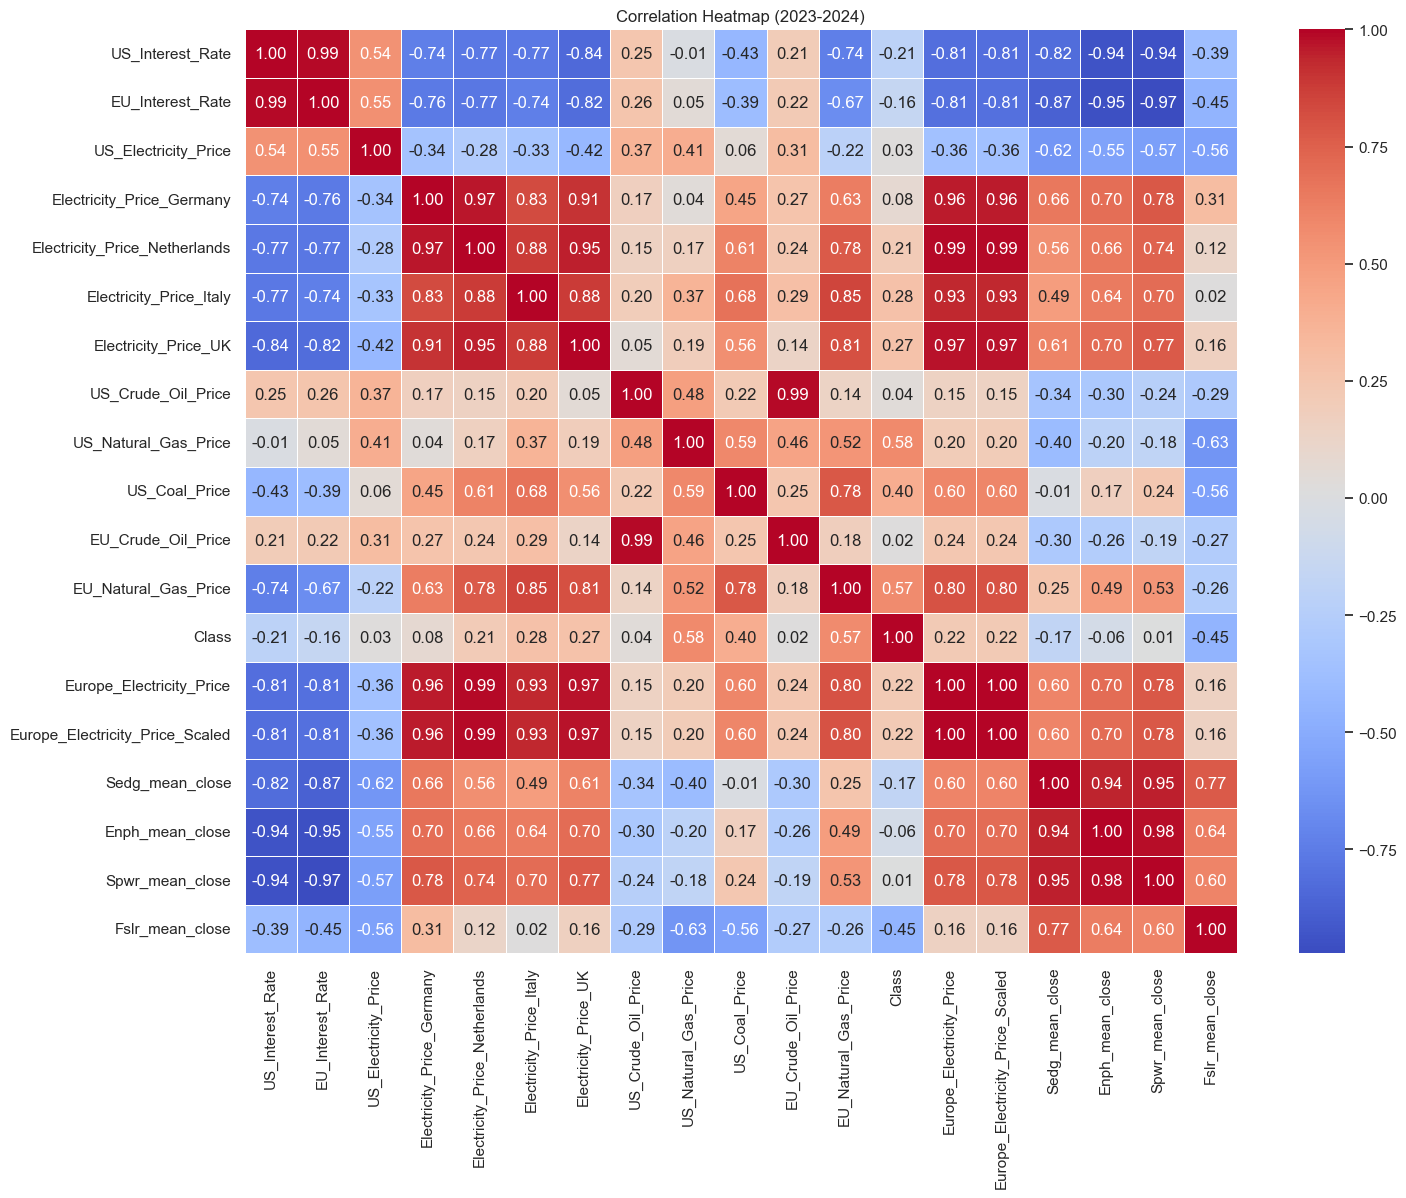 Correlation Heatmap (2023-2024)
US_Interest_Rate 1.00 0.99 0.54 -0.74 -0.77 -0.77 -0.84 0.25 -0.01 -0.43 0.21 -0.74 -0.21 -0.81 -0.81 -0.82 -0.94 -0.94 -0.39
EU_Interest_Rate 0.99 1.00 0.55 -0.76 -0.77 -0.74 -0.82 0.26 0.05 -0.39 0.22 -0.67 -0.16 -0.81 -0.81 -0.87 -0.95 -0.97 -0.45
US_Electricity_Price 0.54 0.55 1.00 -0.34 -0.28 -0.33 -0.42 0.37 0.41 0.06 0.31 -0.22 0.03 -0.36 -0.36 -0.62 -0.55 -0.57 -0.56
Electricity_Price_Germany -0.74 -0.76 -0.34 1.00 0.97 0.83 0.91 0.17 0.04 0.45 0.27 0.63 0.08 0.96 0.96 0.66 0.70 0.78 0.31
Electricity_Price_Netherlands -0.77 -0.77 -0.28 0.97 1.00 0.88 0.95 0.15 0.17 0.61 0.24 0.78 0.21 0.99 0.99 0.56 0.66 0.74 0.12
Electricity_Price_Italy -0.77 -0.74 -0.33 0.83 0.88 1.00 0.88 0.20 0.37 0.68 0.29 0.85 0.28 0.93 0.93 0.49 0.64 0.70 0.02
Electricity_Price_UK -0.84 -0.82 -0.42 0.91 0.95 0.88 1.00 0.05 0.19 0.56 0.14 0.81 0.27 0.97 0.97 0.61 0.70 0.77 0.16
US_Crude_Oil_Price 0.25 0.26 0.37 0.17 0.15 0.20 0.05 1.00 0.48 0.22 0.99 0.14 0.04 0.15 0.15 -0.34 -0.30 -0.24 -0.29
US_Natural_Gas_Price -0.01 0.05 0.41 0.04 0.17 0.37 0.19 0.48 1.00 0.59 0.46 0.52 0.58 0.20 0.20 -0.40 -0.20 -0.18 -0.63
US_Coal_Price -0.43 -0.39 0.06 0.45 0.61 0.68 0.56 0.22 0.59 1.00 0.25 0.78 0.40 0.60 0.60 -0.01 0.17 0.24 -0.56
EU_Crude_Oil_Price 0.21 0.22 0.31 0.27 0.24 0.29 0.14 0.99 0.46 0.25 1.00 0.18 0.02 0.24 0.24 -0.30 -0.26 -0.19 -0.27
EU_Natural_Gas_Price -0.74 -0.67 -0.22 0.63 0.78 0.85 0.81 0.14 0.52 0.78 0.18 1.00 0.57 0.80 0.80 0.25 0.49 0.53 -0.26
Class -0.21 -0.16 0.03 0.08 0.21 0.28 0.27 0.04 0.58 0.40 0.02 0.57 1.00 0.22 0.22 -0.17 -0.06 0.01 -0.45
Europe_Electricity_Price -0.81 -0.81 -0.36 0.96 0.99 0.93 0.97 0.15 0.20 0.60 0.24 0.80 0.22 1.00 1.00 0.60 0.70 0.78 0.16
Europe_Electricity_Price_Scaled -0.81 -0.81 -0.36 0.96 0.99 0.93 0.97 0.15 0.20 0.60 0.24 0.80 0.22 1.00 1.00 0.60 0.70 0.78 0.16
Sedg_mean_close -0.82 -0.87 -0.62 0.66 0.56 0.49 0.61 -0.34 -0.40 -0.01 -0.30 0.25 -0.17 0.60 0.60 1.00 0.94 0.95 0.77
Enph_mean_close -0.94 -0.95 -0.55 0.70 0.66 0.64 0.70 -0.30 -0.20 0.17 -0.26 0.49 -0.06 0.70 0.70 0.94 1.00 0.98 0.64
Spwr_mean_close -0.94 -0.97 -0.57 0.78 0.74 0.70 0.77 -0.24 -0.18 0.24 -0.19 0.53 0.01 0.78 0.78 0.95 0.98 1.00 0.60
Fslr_mean_close -0.39 -0.45 -0.56 0.31 0.12 0.02 0.16 -0.29 -0.63 -0.56 -0.27 -0.26 -0.45 0.16 0.16 0.77 0.64 0.60 1.00
US_Interest_Rate
EU_Interest_Rate
US_Electricity_Price
Electricity_Price_Germany
Electricity_Price_Netherlands
Electricity_Price_Italy
Electricity_Price_UK
US_Crude_Oil_Price
US_Natural_Gas_Price
US_Coal_Price
EU_Crude_Oil_Price
EU_Natural_Gas_Price
Class
Europe_Electricity_Price
Europe_Electricity_Price_Scaled
Sedg_mean_close
Enph_mean_close
Spwr_mean_close
Fslr_mean_close
1.00
0.75
0.50
0.25
0.00
-0.25
-0.50
-0.75